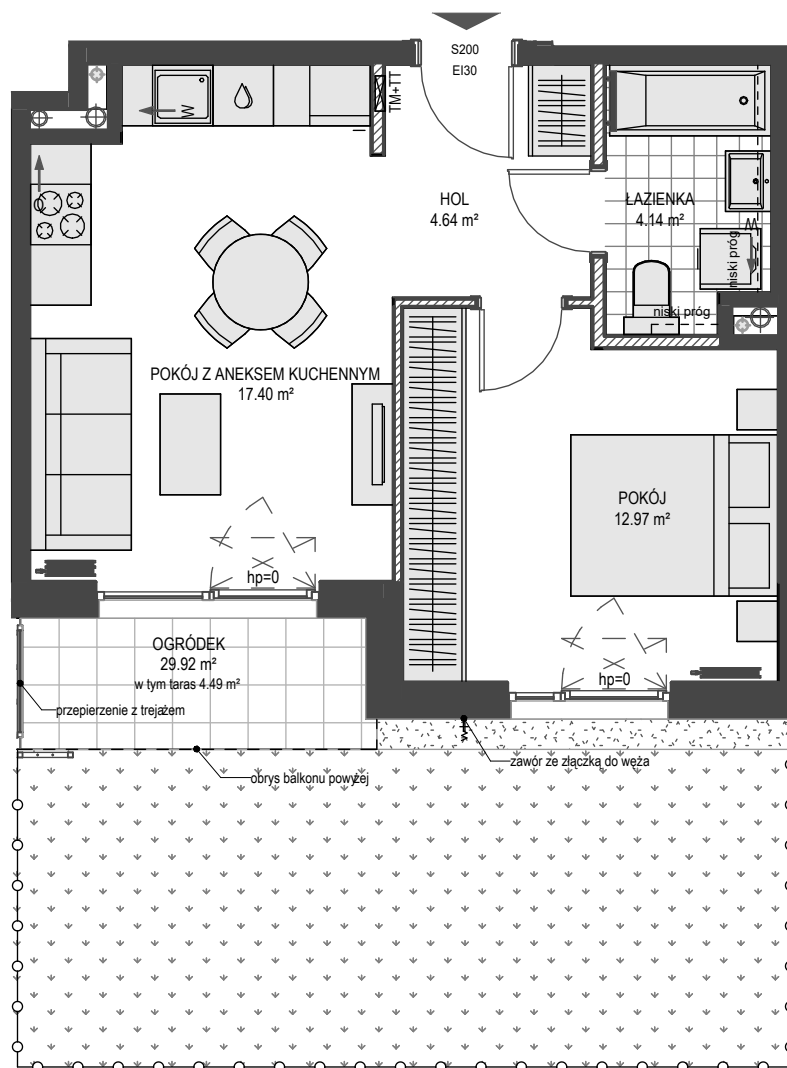 S200
EI30
TM+TT
HOL
4.64 m²
ŁAZIENKA
4.14 m²
niski próg
niski próg
POKÓJ Z ANEKSEM KUCHENNYM
17.40 m²
POKÓJ
12.97 m²
hp=0
hp=0
OGRÓDEK
29.92 m²
w tym taras 4.49 m²
przepierzenie z trejażem
obrys balkonu powyżej
zawór ze złączką do węża